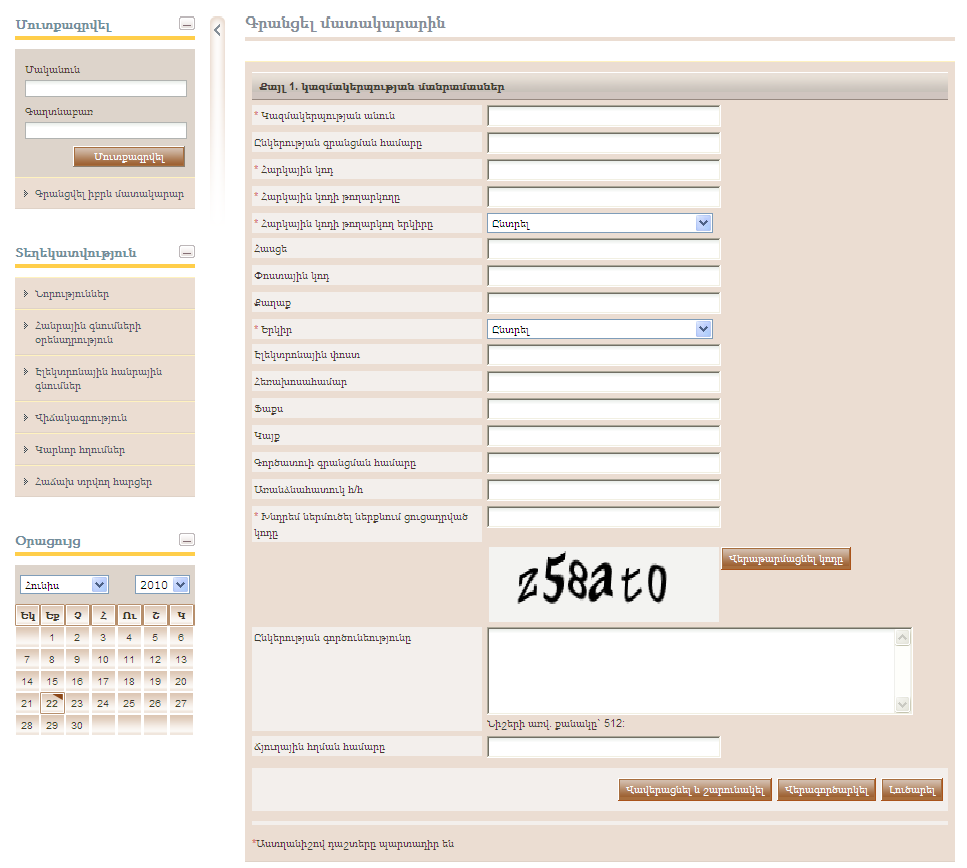 Մուտքագրվել
Մականուն
Գաղտնաբառ
Մուտքագրվել
Գրանցվել իբրև մատակարար
Տեղեկատվություն
Նորություններ
Հանրային գնումների
օրենսդրություն
Էլեկտրոնային հանրային
գնումներ
Վիճակագրություն
Կարևոր հղումներ
Հաճախ տրվող հարցեր
Օրացույց
Հունիս 2010
Եկ Եք Չ Հ Ու Շ Կ
1 2 3 4 5 6
7 8 9 10 11 12 13
14 15 16 17 18 19 20
21 22 23 24 25 26 27
28 29 30
Գրանցել մատակարարին
Քայլ 1. կազմակերպության մանրամասներ
* Կազմակերպության անուն
Ընկերության գրանցման համարը
* Հարկային կոդ
* Հարկային կոդի թողարկողը
* Հարկային կոդի թողարկող երկիրը Ընտրել
Հասցե
Փոստային կոդ
Քաղաք
* Երկիր Ընտրել
Էլեկտրոնային փոստ
Հեռախոսահամար
Ֆաքս
Կայք
Գործատուի գրանցման համարը
Առանձնահատուկ հ/հ
* Խնդրեմ ներմուծել ներքևում ցուցադրված
կոդը
z58at0 Վերաթարմացնել կոդը
Ընկերության գործունեությունը
Նիշերի առվ. քանակը` 512:
Ճյուղային հղման համարը
Վավերացնել և շարունակել Վերագործարկել Լուծարել
*Աստղանիշով դաշտերը պարտադիր են